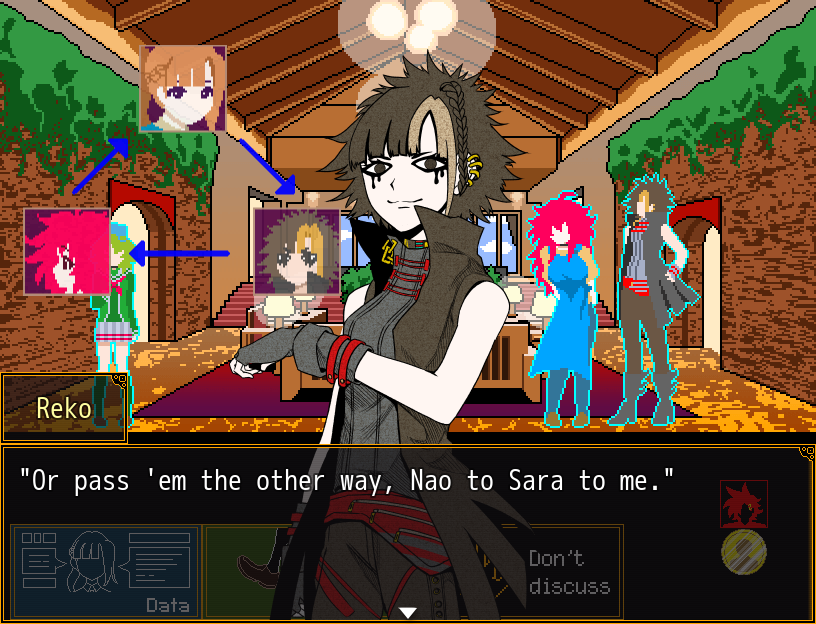 Reko
"Or pass 'em the other way, Nao to Sara to me."
Data
Don't
discuss